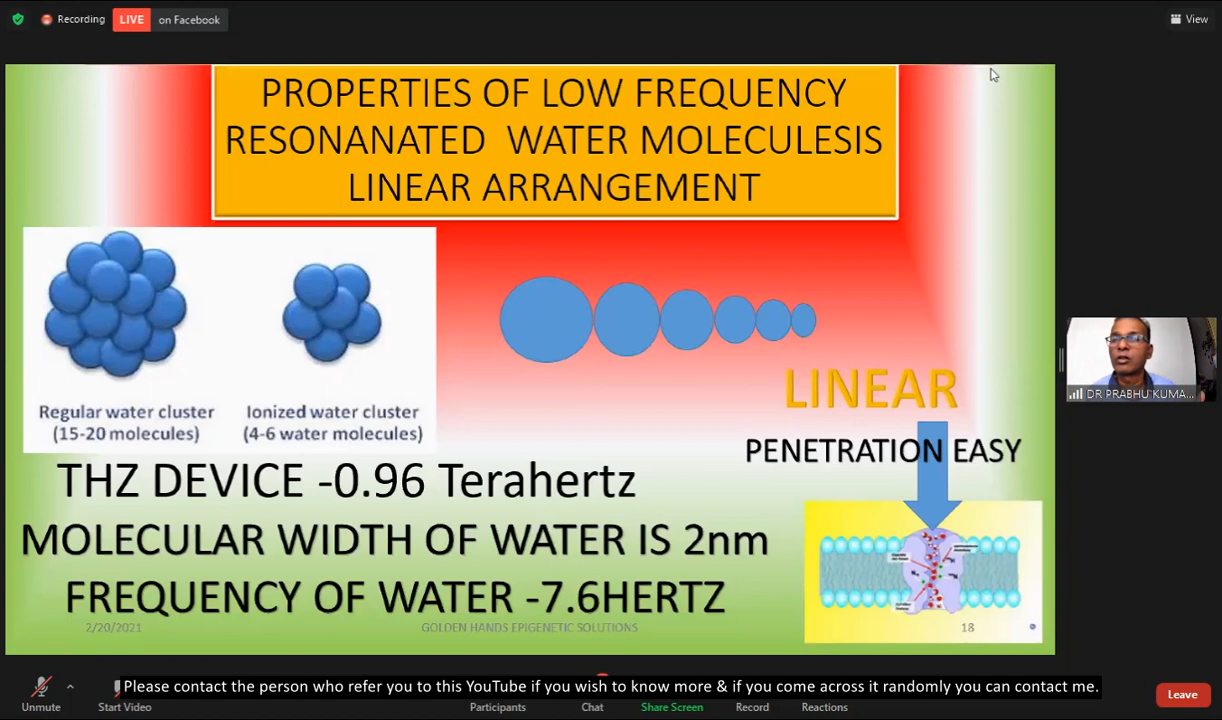 Recording
LIVE
on Facebook
View
PROPERTIES OF LOW FREQUENCY
RESONANATED WATER MOLECULESIS
LINEAR ARRANGEMENT
Regular water cluster
(15-20 molecules)
Ionized water cluster
(4-6 water molecules)
LINEAR
PENETRATION EASY
DR PRABHU KUMA...
THZ DEVICE -0.96 Terahertz
MOLECULAR WIDTH OF WATER IS 2nm
FREQUENCY OF WATER -7.6HERTZ
2/20/2021
GOLDEN HANDS EPIGENETIC SOLUTIONS
18
Please contact the person who refer you to this YouTube if you wish to know more & if you come across it randomly you can contact me.
Unmute
Start Video
Participants
Chat
Share Screen
Record
Reactions
Leave